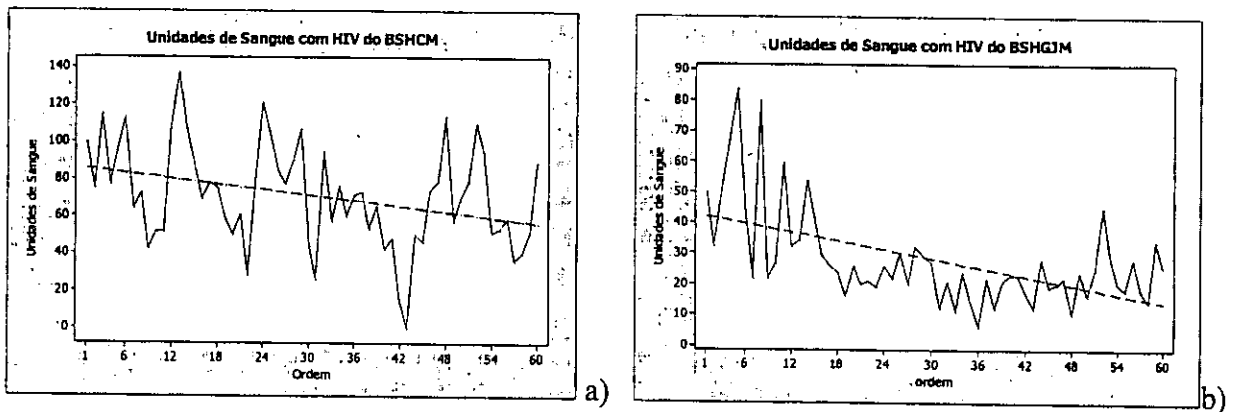 Unidades de Sangue com HIV do BSHCM
140
120
100
80
60
40
20
0
Unidades de Sangue
1 6 12 18 24 30 36 42 48 54 60
Ordem
a)
Unidades de Sangue com HIV do BSHGJM
90
80
70
60
50
40
30
20
10
0
Unidades de Sangue
1 6 12 18 24 30 36 42 48 54 60
ordem
b)